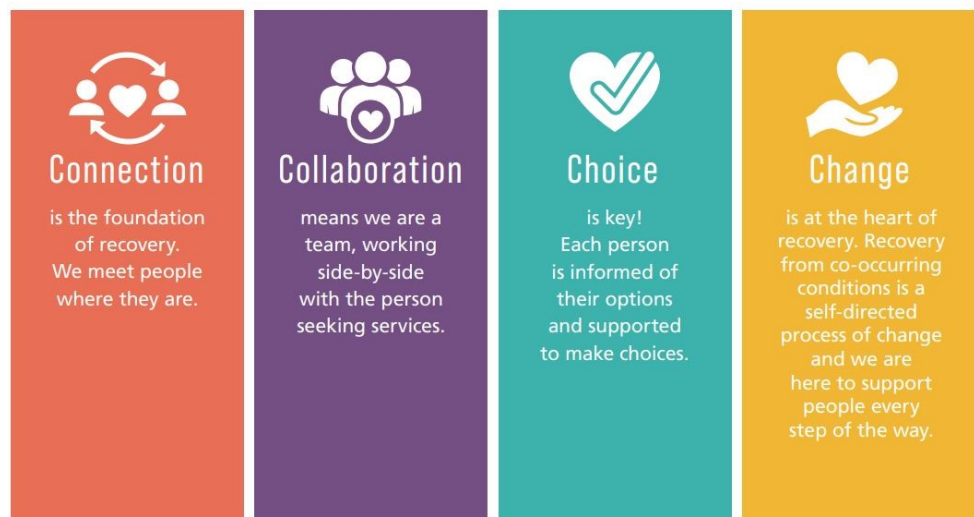 Connection
is the foundation
of recovery.
We meet people
where they are.
Collaboration
means we are a
team, working
side-by-side
with the person
seeking services.
Choice
is key!
Each person
is informed of
their options
and supported
to make choices.
Change
is at the heart of
recovery. Recovery
from co-occurring
conditions is a
self-directed
process of change
and we are
here to support
people every
step of the way.